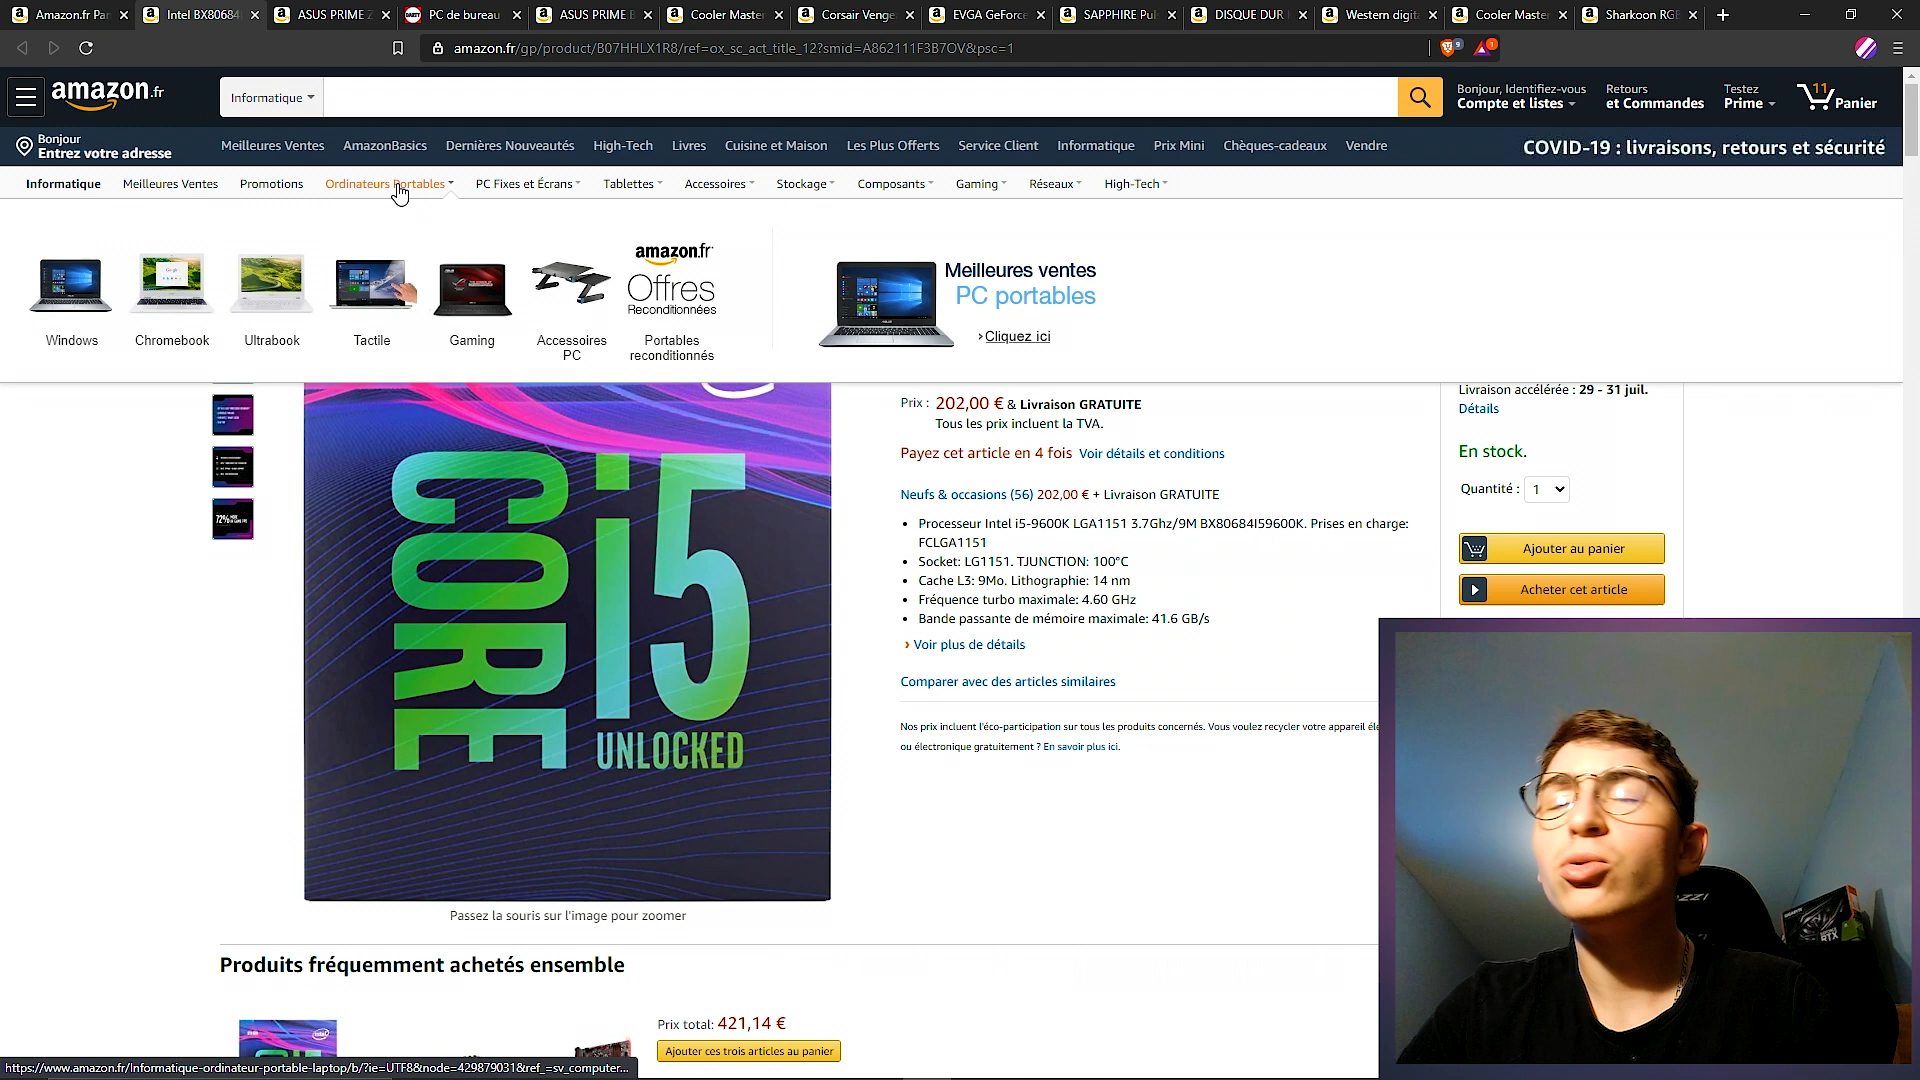 Amazon.fr Pan
Intel BX80684
ASUS PRIME Z
PC de bureau
ASUS PRIME B
Cooler Master
Corsair Venge
EVGA GeForce
SAPPHIRE Pul
DISQUE DUR
Western digita
Cooler Master
Sharkoon RGB
amazon.fr/gp/product/B07HHLX1R8/ref=ox_sc_act_title_12?smid=A862111F3B7OV&psc=1
amazon.fr
Informatique
Bonjour, Identifiez-vous
Compte et listes
Retours
et Commandes
Testez
Prime
11
Panier
Bonjour
Entrez votre adresse
Meilleures Ventes
AmazonBasics
Dernières Nouveautés
High-Tech
Livres
Cuisine et Maison
Les Plus Offerts
Service Client
Informatique
Prix Mini
Chèques-cadeaux
Vendre
COVID-19 : livraisons, retours et sécurité
Informatique
Meilleures Ventes
Promotions
Ordinateurs Portables
PC Fixes et Écrans
Tablettes
Accessoires
Stockage
Composants
Gaming
Réseaux
High-Tech
Windows
Chromebook
Ultrabook
Tactile
Gaming
Accessoires
PC
amazon.fr
Offres
Reconditionnées
Portables
reconditionnés
Meilleures ventes
PC portables
›Cliquez ici
CORE
i5
UNLOCKED
Passez la souris sur l'image pour zoomer
Prix : 202,00 € & Livraison GRATUITE
Tous les prix incluent la TVA.
Payez cet article en 4 fois Voir détails et conditions
Neufs & occasions (56) 202,00 € + Livraison GRATUITE
• Processeur Intel i5-9600K LGA1151 3.7Ghz/9M BX80684I59600K. Prises en charge:
FCLGA1151
• Socket: LG1151. TJUNCTION: 100°C
• Cache L3: 9Mo. Lithographie: 14 nm
• Fréquence turbo maximale: 4.60 GHz
• Bande passante de mémoire maximale: 41.6 GB/s
› Voir plus de détails
Comparer avec des articles similaires
Nos prix incluent l'éco-participation sur tous les produits concernés. Vous voulez recycler votre appareil éle
ou électronique gratuitement ? En savoir plus ici.
Livraison accélérée : 29 - 31 juil.
Détails
En stock.
Quantité : 1
Ajouter au panier
Acheter cet article
Produits fréquemment achetés ensemble
Prix total: 421,14 €
Ajouter ces trois articles au panier
https://www.amazon.fr/Informatique-ordinateur-portable-laptop/b/?ie=UTF8&node=429879031&ref_=sv_computer...